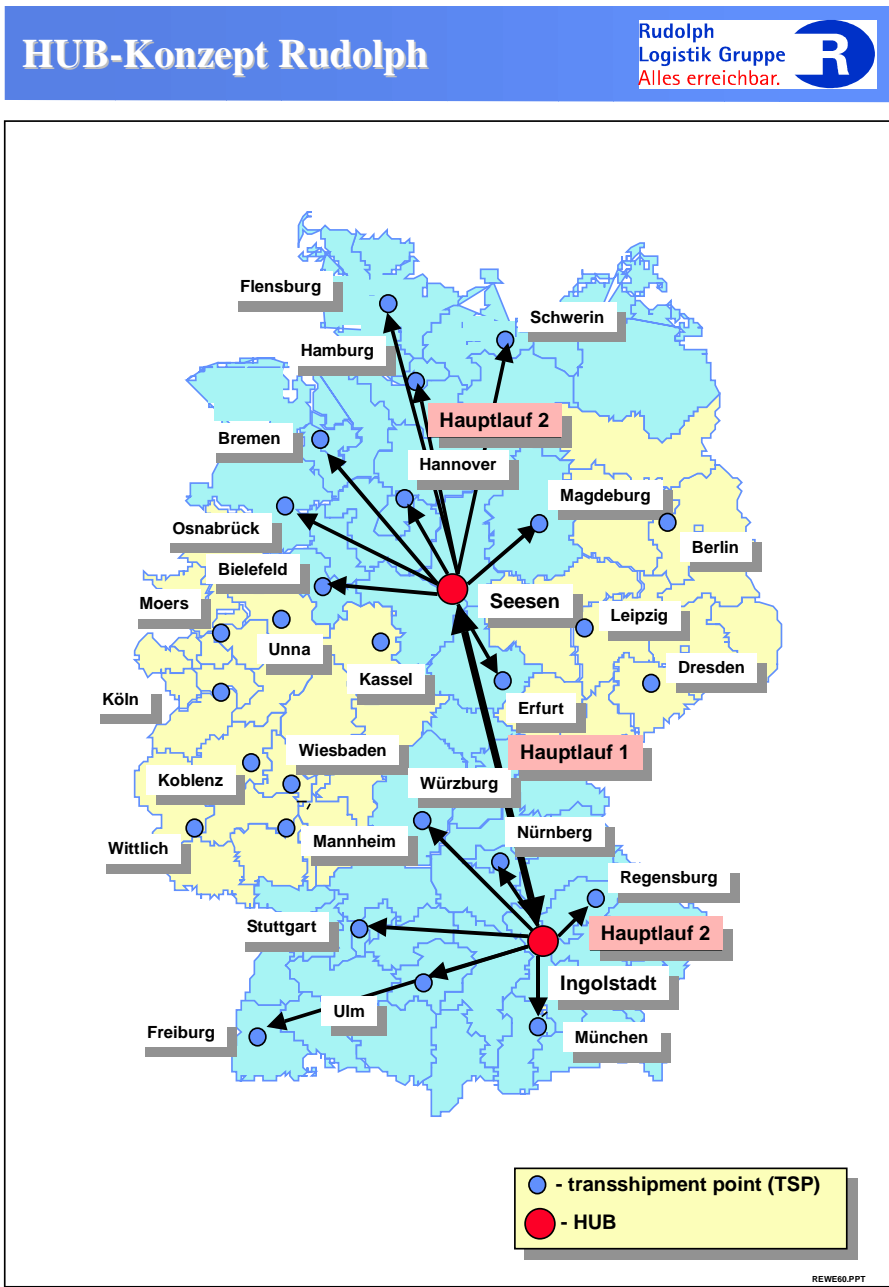 HUB-Konzept Rudolph
Rudolph
Logistik Gruppe
Alles erreichbar.
R
Flensburg
Schwerin
Hamburg
Hauptlauf 2
Bremen
Hannover
Magdeburg
Osnabrück
Berlin
Bielefeld
Moers
Seesen
Leipzig
Unna
Kassel
Dresden
Köln
Erfurt
Wiesbaden
Hauptlauf 1
Koblenz
Würzburg
Nürnberg
Wittlich
Mannheim
Regensburg
Stuttgart
Hauptlauf 2
Ingolstadt
Ulm
Freiburg
München
- transshipment point (TSP)
- HUB
REWE60.PPT